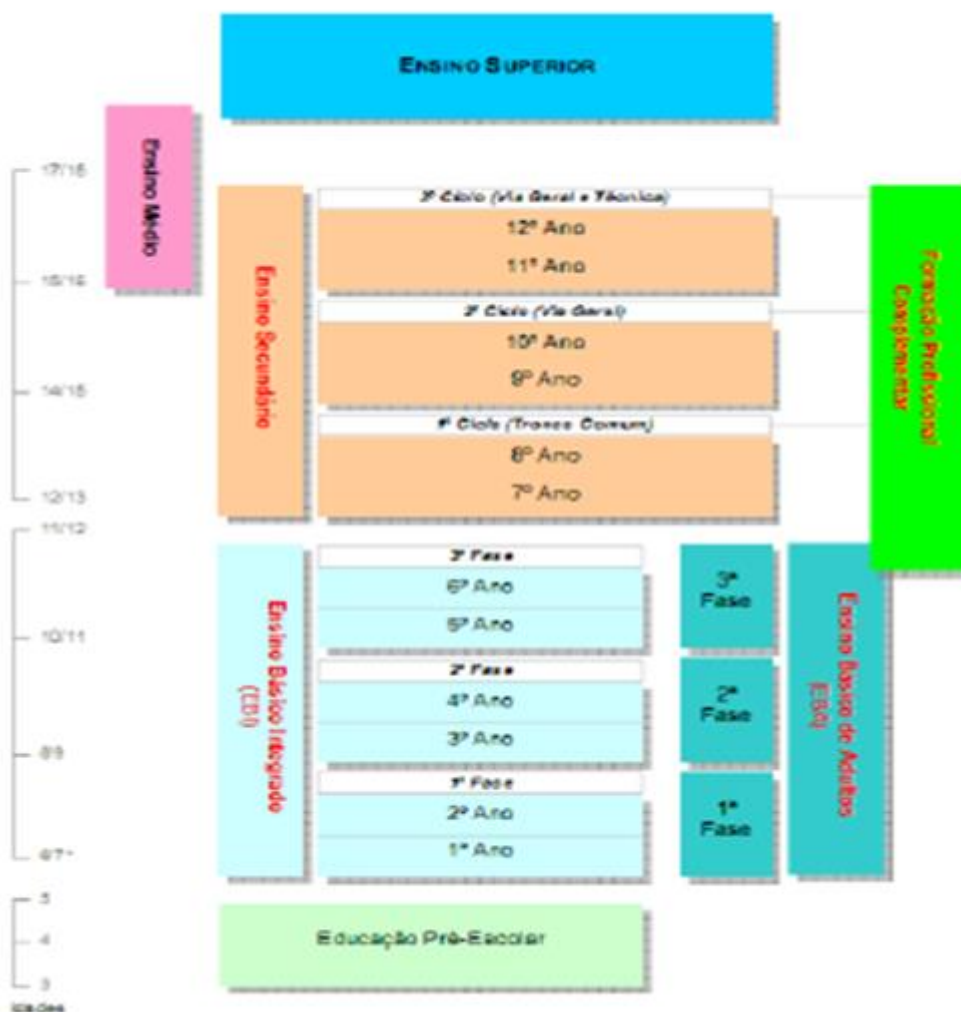 ENSINO SUPERIOR
Ensino Médio
17/18
15/16
14/15
12/13
11/12
10/11
8/9
6/7
5
4
3
Idades
Ensino Secundário
3º Ciclo (Via Geral e Técnica)
12º Ano
11º Ano
2º Ciclo (Via Geral)
10º Ano
9º Ano
1º Ciclo (Tronco Comum)
8º Ano
7º Ano
Formação Profissional
Complementar
Ensino Básico Integrado
(EBI)
3ª Fase
6º Ano
5º Ano
2ª Fase
4º Ano
3º Ano
1ª Fase
2º Ano
1º Ano
3ª
Fase
2ª
Fase
1ª
Fase
Ensino Básico de Adultos
(EBA)
Educação Pré-Escolar